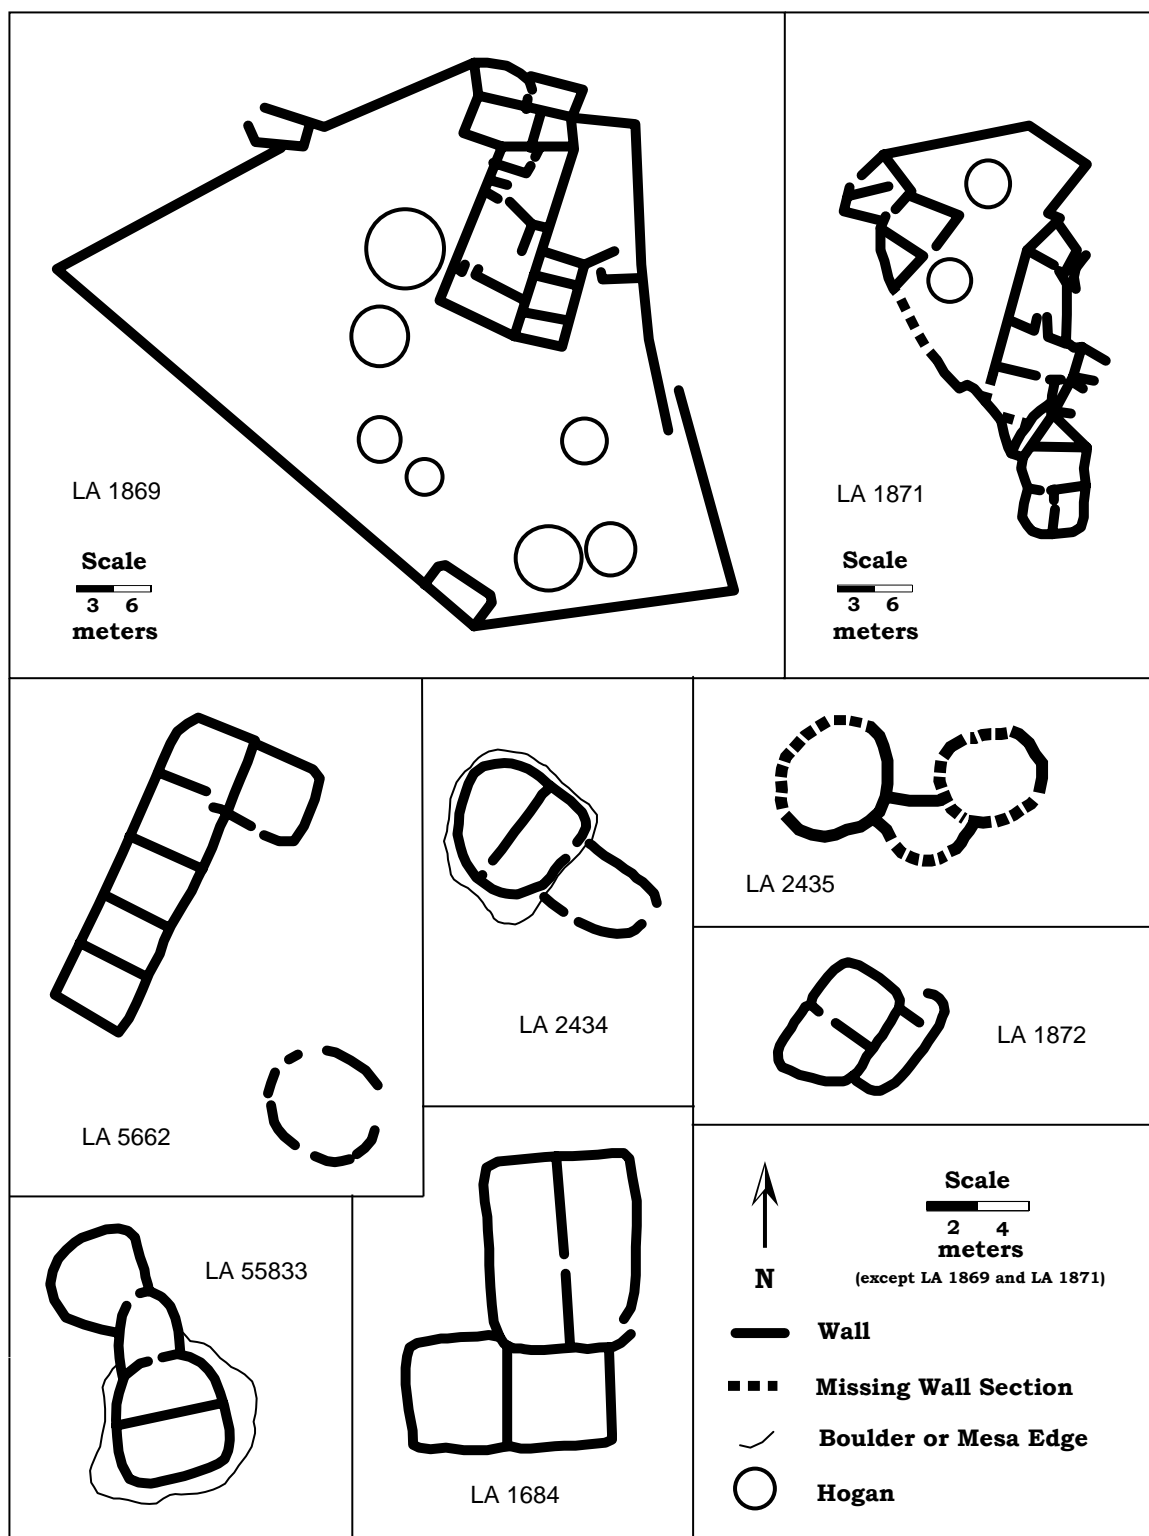 LA 1869
Scale
3 6
meters
LA 1871
Scale
3 6
meters
LA 5662
LA 2434
LA 2435
LA 1872
LA 55833
LA 1684
N
Scale
2 4
meters
(except LA 1869 and LA 1871)
Wall
Missing Wall Section
Boulder or Mesa Edge
Hogan